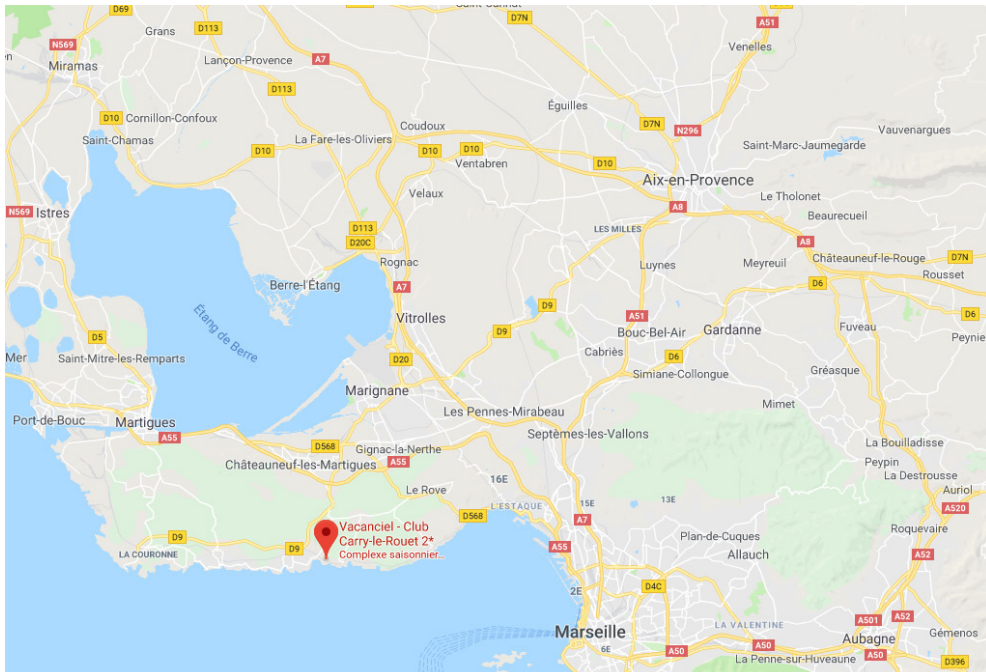 D69
Saint-Cannat
D7N
A51
Grans
D113
N569
A7
Venelles
Miramas
Lançon-Provence
D113
Éguilles
D10
Cornillon-Confoux
D7N
N296
Coudoux
Vauvenargues
Saint-Chamas
La Fare-les-Oliviers
Saint-Marc-Jaumegarde
D10
D10
D10
Ventabren
D10
Aix-en-Provence
Velaux
Le Tholonet
N569
Istres
A8
Beaurecueil
D113
LES MILLES
D20C
A8
Rognac
Luynes
Meyreuil
Châteauneuf-le-Rouge
D7N
Rousset
Berre-l'Étang
A7
D6
Étang de Berre
D9
A51
D6
Vitrolles
D9
Bouc-Bel-Air
Gardanne
Fuveau
D5
Peynie
Mer
Saint-Mitre-les-Remparts
D20
Cabriès
D6
Simiane-Collongue
Gréasque
Marignane
Mimet
Port-de-Bouc
Martigues
Les Pennes-Mirabeau
A55
Septèmes-les-Vallons
D568
Gignac-la-Nerthe
La Bouilladisse
Châteauneuf-les-Martigues
A55
Peypin
La Destrousse
16E
Le Rove
Auriol
15E
13E
L'ESTAQUE
A520
D568
A7
Roquevaire
Vacanciel - Club
Carry-le-Rouet 2*
Complexe saisonnier...
D9
Plan-de-Cuques
LA COURONNE
D9
A55
Allauch
A52
2E
D4C
A501
A52
LA VALENTINE
Marseille
6E
A50
A50
Aubagne
Gémenos
La Penne-sur-Huveaune
A50
D396